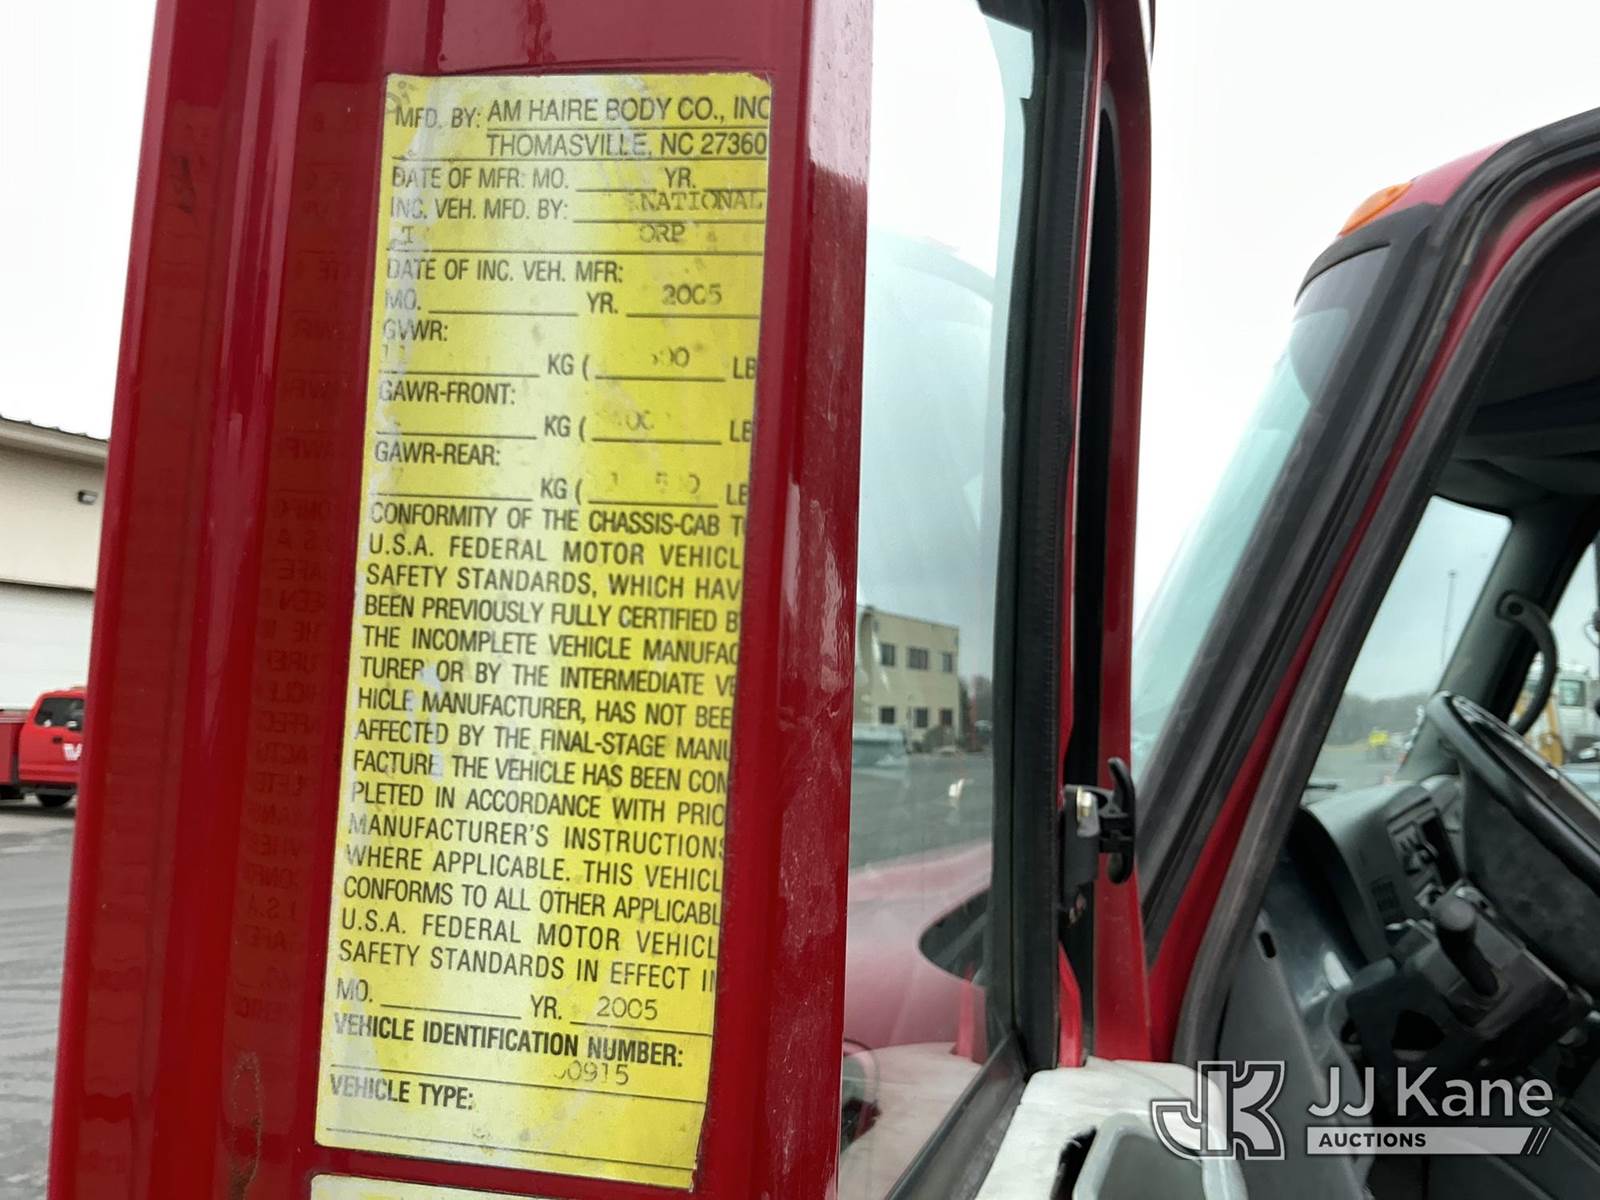 MFD. BY: AM HAIRE BODY CO., INC
THOMASVILLE, NC 27360
DATE OF MFR: MO. YR.
INC. VEH. MFD. BY: NATIONAL
ORP
DATE OF INC. VEH. MFR:
MO. YR. 2005
GVWR:
KG ( LB
GAWR-FRONT:
KG ( LB
GAWR-REAR:
KG ( LB
CONFORMITY OF THE CHASSIS-CAB T
U.S.A. FEDERAL MOTOR VEHICL
SAFETY STANDARDS, WHICH HAV
BEEN PREVIOUSLY FULLY CERTIFIED B
THE INCOMPLETE VEHICLE MANUFAC
TURER OR BY THE INTERMEDIATE VE
HICLE MANUFACTURER, HAS NOT BEE
AFFECTED BY THE FINAL-STAGE MANU
FACTURE. THE VEHICLE HAS BEEN COM
PLETED IN ACCORDANCE WITH PRIO
MANUFACTURER'S INSTRUCTIONS
WHERE APPLICABLE. THIS VEHICL
CONFORMS TO ALL OTHER APPLICABL
U.S.A. FEDERAL MOTOR VEHICL
SAFETY STANDARDS IN EFFECT IN
MO. YR. 2005
VEHICLE IDENTIFICATION NUMBER:
00915
VEHICLE TYPE:
JK JJ Kane
AUCTIONS